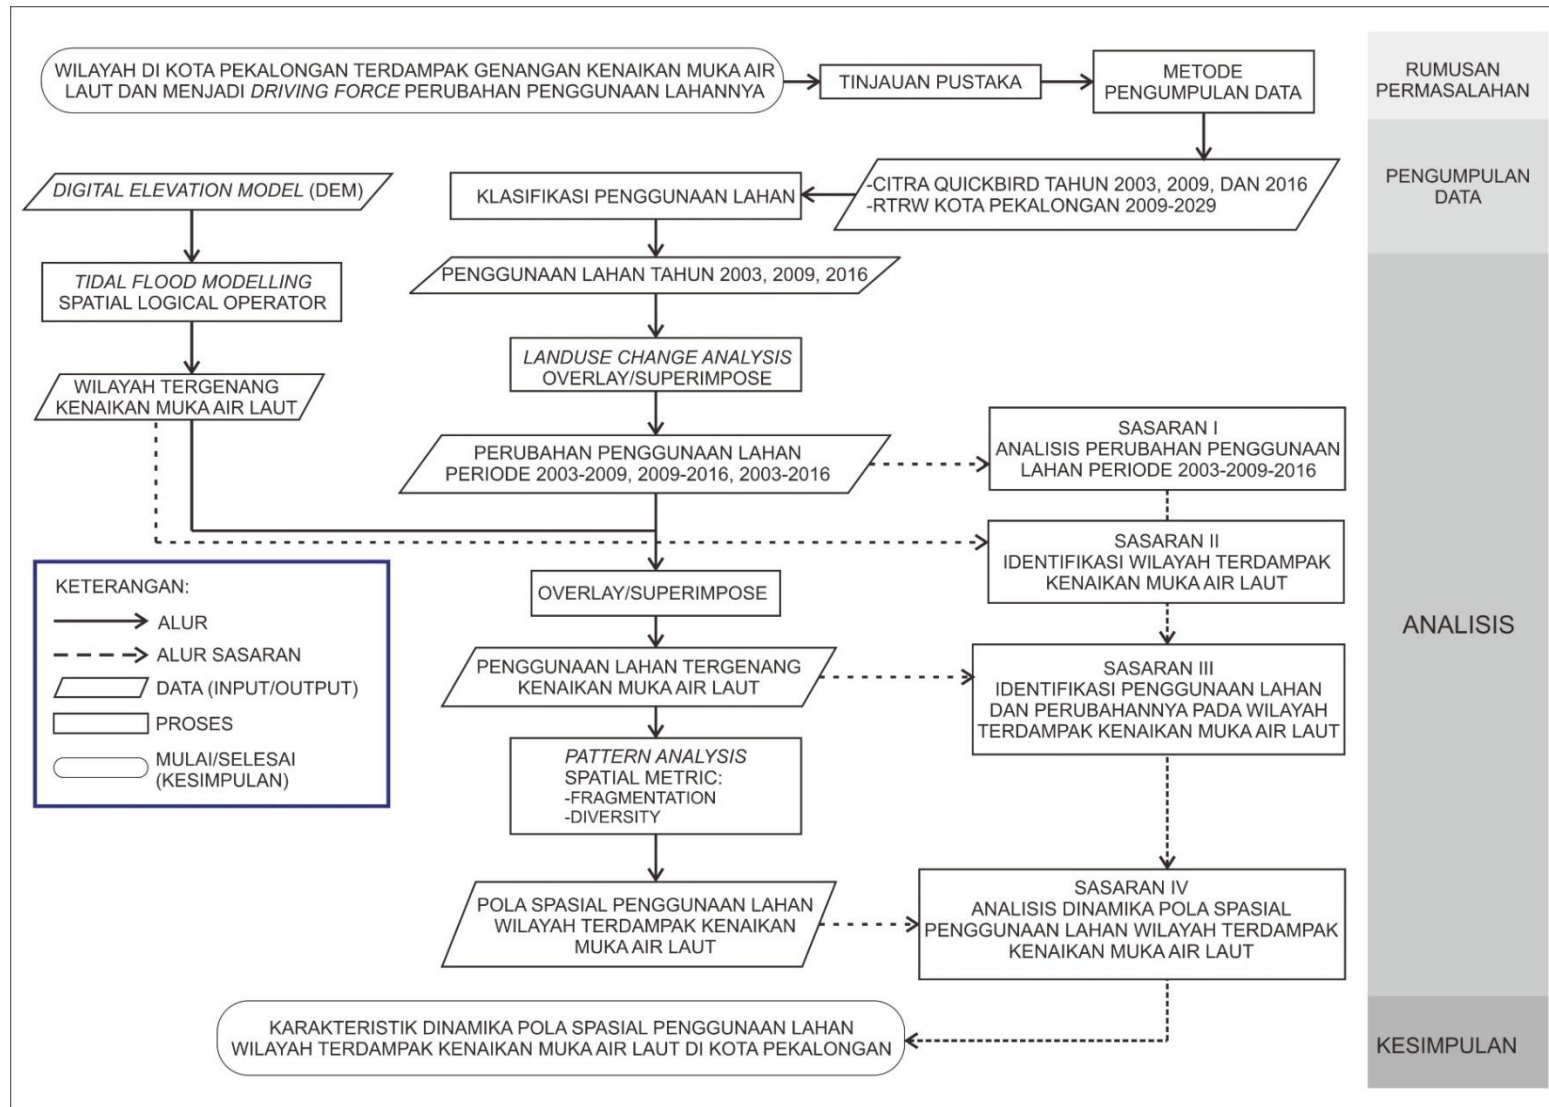 WILAYAH DI KOTA PEKALONGAN TERDAMPAK GENANGAN KENAIKAN MUKA AIR
LAUT DAN MENJADI DRIVING FORCE PERUBAHAN PENGGUNAAN LAHANNYA
TINJAUAN PUSTAKA
METODE
PENGUMPULAN DATA
RUMUSAN
PERMASALAHAN
DIGITAL ELEVATION MODEL (DEM)
KLASIFIKASI PENGGUNAAN LAHAN
-CITRA QUICKBIRD TAHUN 2003, 2009, DAN 2016
-RTRW KOTA PEKALONGAN 2009-2029
PENGUMPULAN
DATA
TIDAL FLOOD MODELLING
SPATIAL LOGICAL OPERATOR
PENGGUNAAN LAHAN TAHUN 2003, 2009, 2016
LANDUSE CHANGE ANALYSIS
OVERLAY/SUPERIMPOSE
WILAYAH TERGENANG
KENAIKAN MUKA AIR LAUT
PERUBAHAN PENGGUNAAN LAHAN
PERIODE 2003-2009, 2009-2016, 2003-2016
SASARAN I
ANALISIS PERUBAHAN PENGGUNAAN
LAHAN PERIODE 2003-2009-2016
SASARAN II
IDENTIFIKASI WILAYAH TERDAMPAK
KENAIKAN MUKA AIR LAUT
OVERLAY/SUPERIMPOSE
ANALISIS
KETERANGAN:
ALUR
ALUR SASARAN
DATA (INPUT/OUTPUT)
PROSES
MULAI/SELESAI
(KESIMPULAN)
PENGGUNAAN LAHAN TERGENANG
KENAIKAN MUKA AIR LAUT
SASARAN III
IDENTIFIKASI PENGGUNAAN LAHAN
DAN PERUBAHANNYA PADA WILAYAH
TERDAMPAK KENAIKAN MUKA AIR LAUT
PATTERN ANALYSIS
SPATIAL METRIC:
-FRAGMENTATION
-DIVERSITY
POLA SPASIAL PENGGUNAAN LAHAN
WILAYAH TERDAMPAK KENAIKAN
MUKA AIR LAUT
SASARAN IV
ANALISIS DINAMIKA POLA SPASIAL
PENGGUNAAN LAHAN WILAYAH TERDAMPAK
KENAIKAN MUKA AIR LAUT
KARAKTERISTIK DINAMIKA POLA SPASIAL PENGGUNAAN LAHAN
WILAYAH TERDAMPAK KENAIKAN MUKA AIR LAUT DI KOTA PEKALONGAN
KESIMPULAN